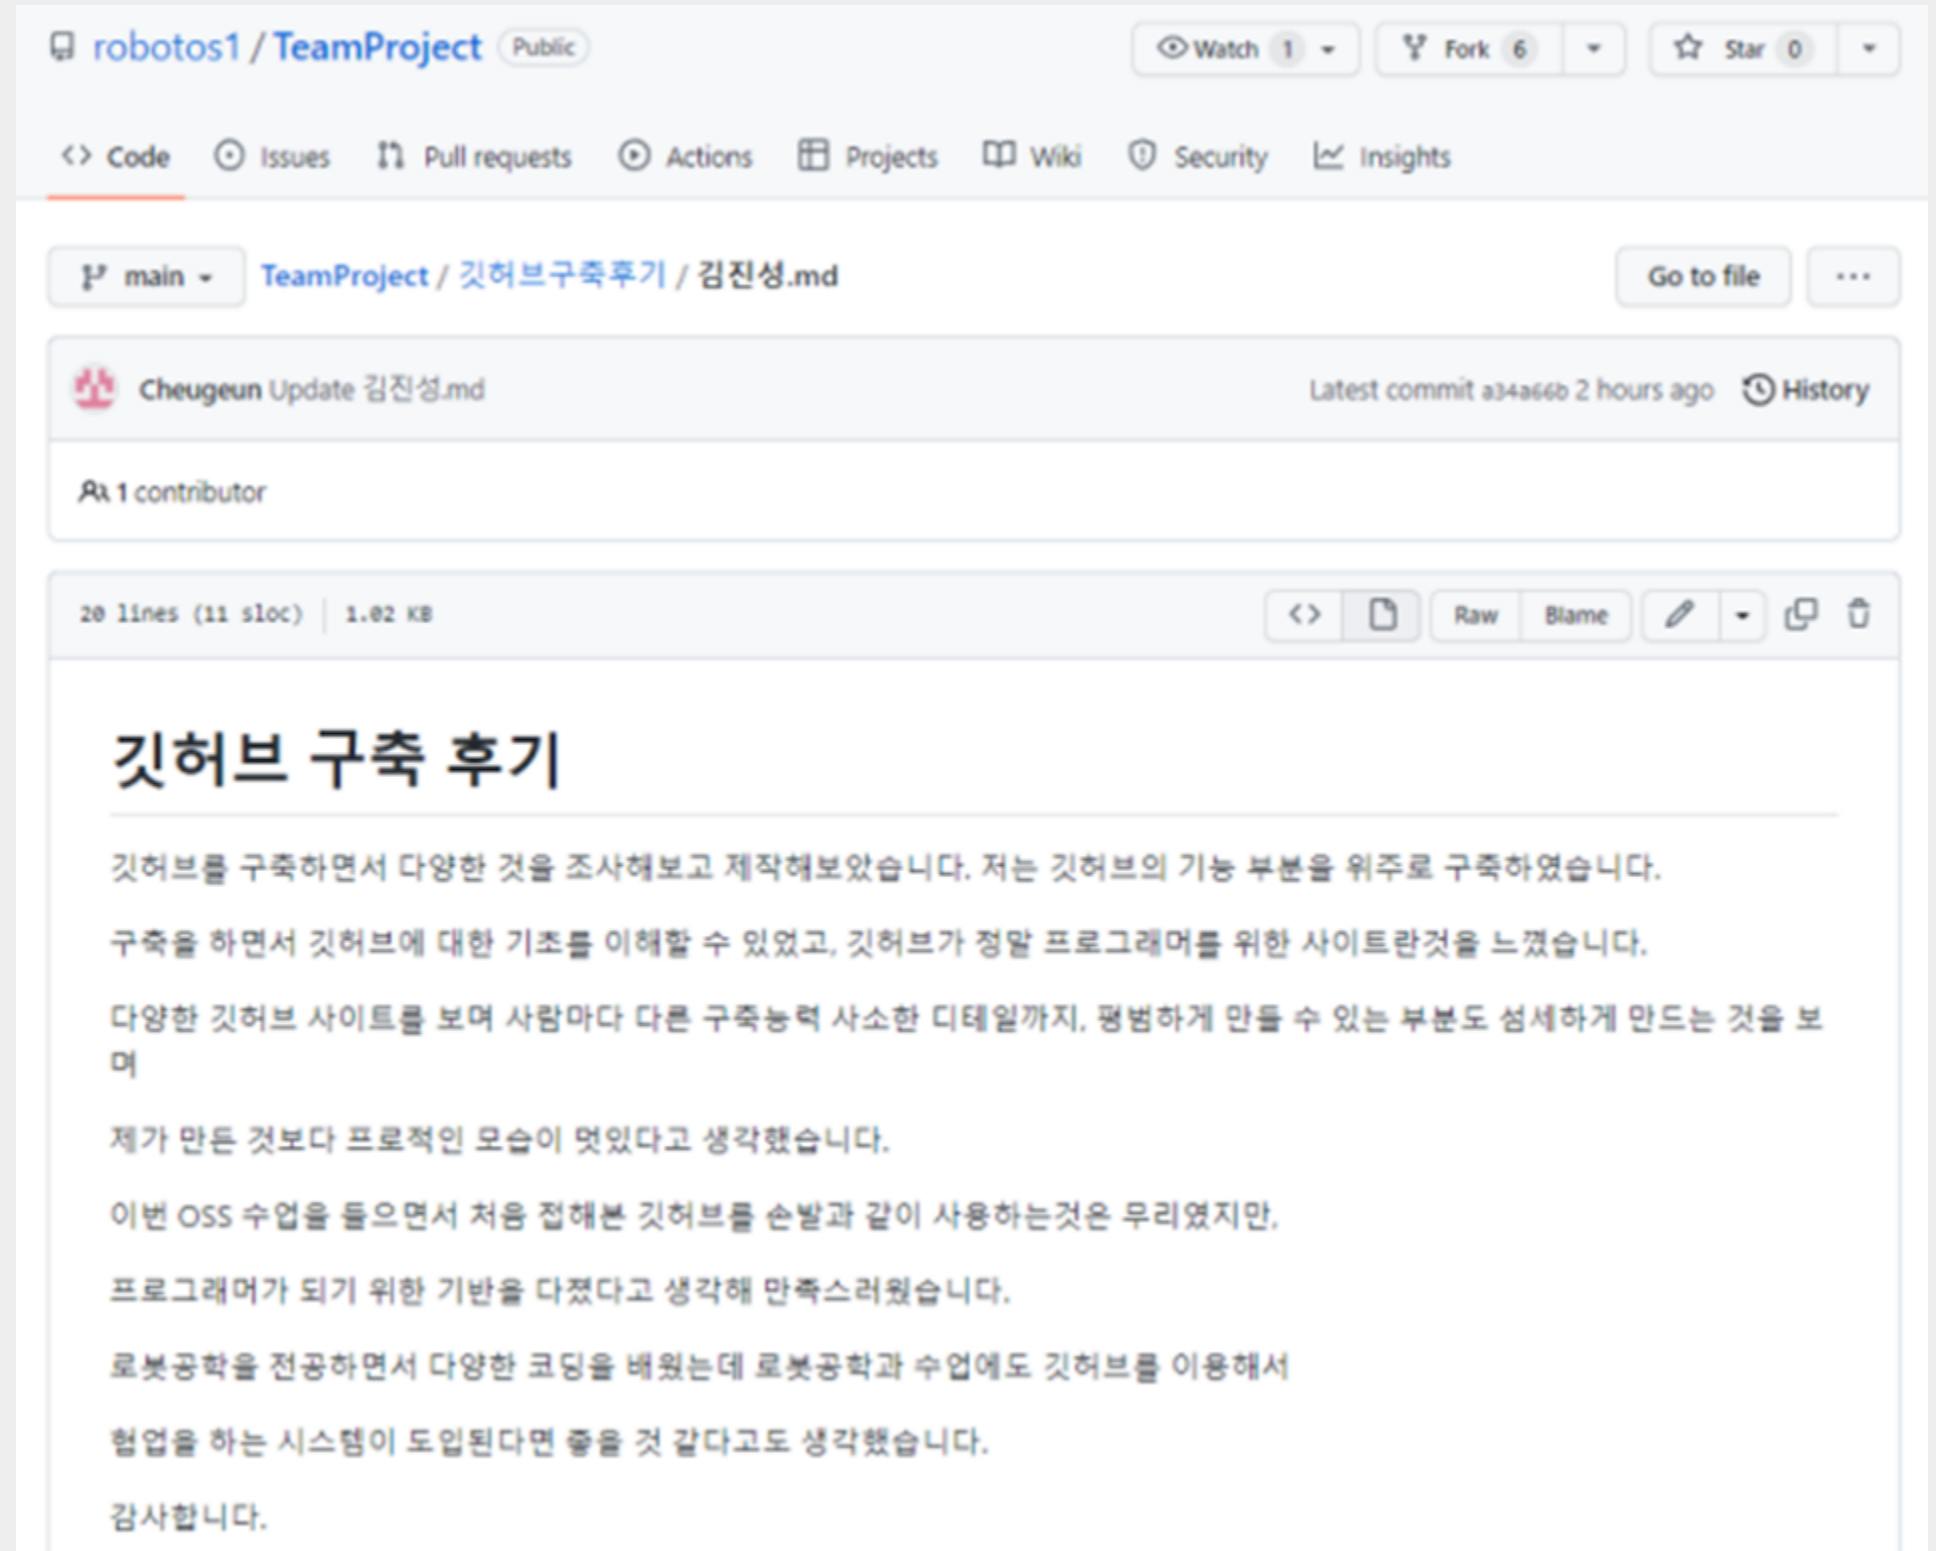 robotos1 / TeamProject Public Watch 1 Fork 6 Star 0
Code Issues Pull requests Actions Projects Wiki Security Insights
main TeamProject / 깃허브구축후기 / 김진성.md Go to file ...
Cheugeun Update 김진성.md Latest commit a34a66b 2 hours ago History
1 contributor
20 lines (11 sloc) 1.02 KB Raw Blame
깃허브 구축 후기
깃허브를 구축하면서 다양한 것을 조사해보고 제작해보았습니다. 저는 깃허브의 기능 부분을 위주로 구축하였습니다.
구축을 하면서 깃허브에 대한 기초를 이해할 수 있었고, 깃허브가 정말 프로그래머를 위한 사이트란것을 느꼈습니다.
다양한 깃허브 사이트를 보며 사람마다 다른 구축능력 사소한 디테일까지, 평범하게 만들 수 있는 부분도 섬세하게 만드는 것을 보
며
제가 만든 것보다 프로적인 모습이 멋있다고 생각했습니다.
이번 OSS 수업을 들으면서 처음 접해본 깃허브를 손발과 같이 사용하는것은 무리였지만,
프로그래머가 되기 위한 기반을 다졌다고 생각해 만족스러웠습니다.
로봇공학을 전공하면서 다양한 코딩을 배웠는데 로봇공학과 수업에도 깃허브를 이용해서
협업을 하는 시스템이 도입된다면 좋을 것 같다고도 생각했습니다.
감사합니다.